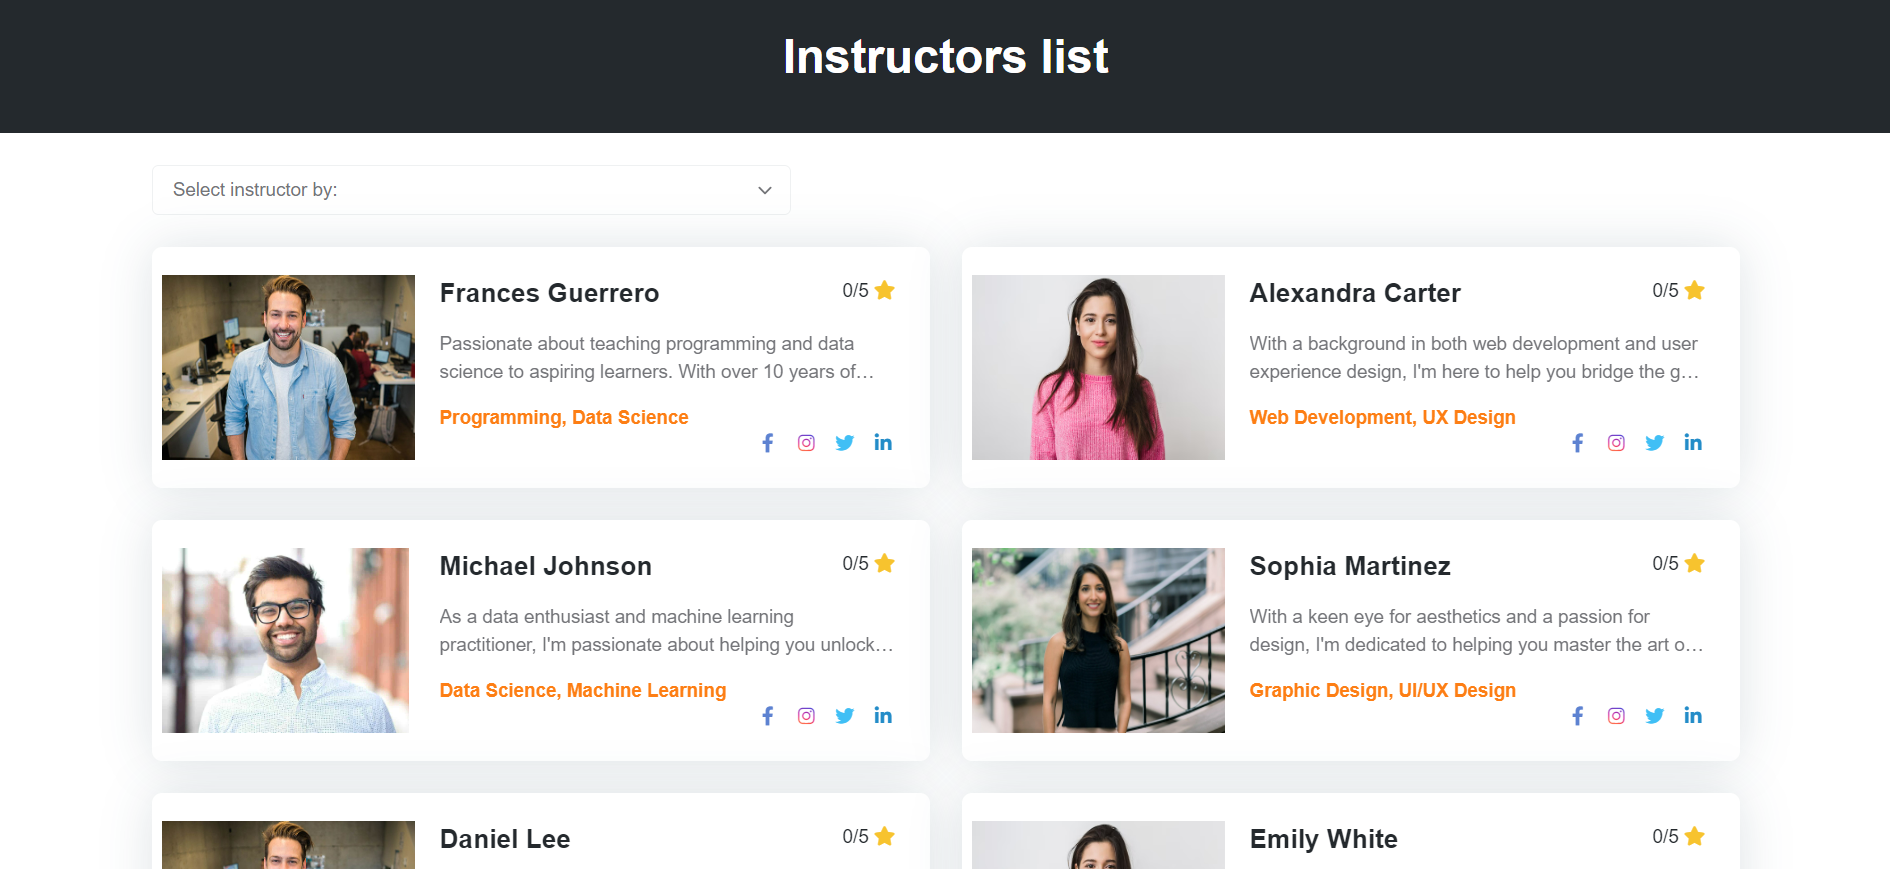 Instructors list
Select instructor by:
Frances Guerrero
0/5
Passionate about teaching programming and data
science to aspiring learners. With over 10 years of…
Programming, Data Science
Alexandra Carter
0/5
With a background in both web development and user
experience design, I'm here to help you bridge the g…
Web Development, UX Design
Michael Johnson
0/5
As a data enthusiast and machine learning
practitioner, I'm passionate about helping you unlock…
Data Science, Machine Learning
Sophia Martinez
0/5
With a keen eye for aesthetics and a passion for
design, I'm dedicated to helping you master the art o…
Graphic Design, UI/UX Design
Daniel Lee
0/5
Emily White
0/5